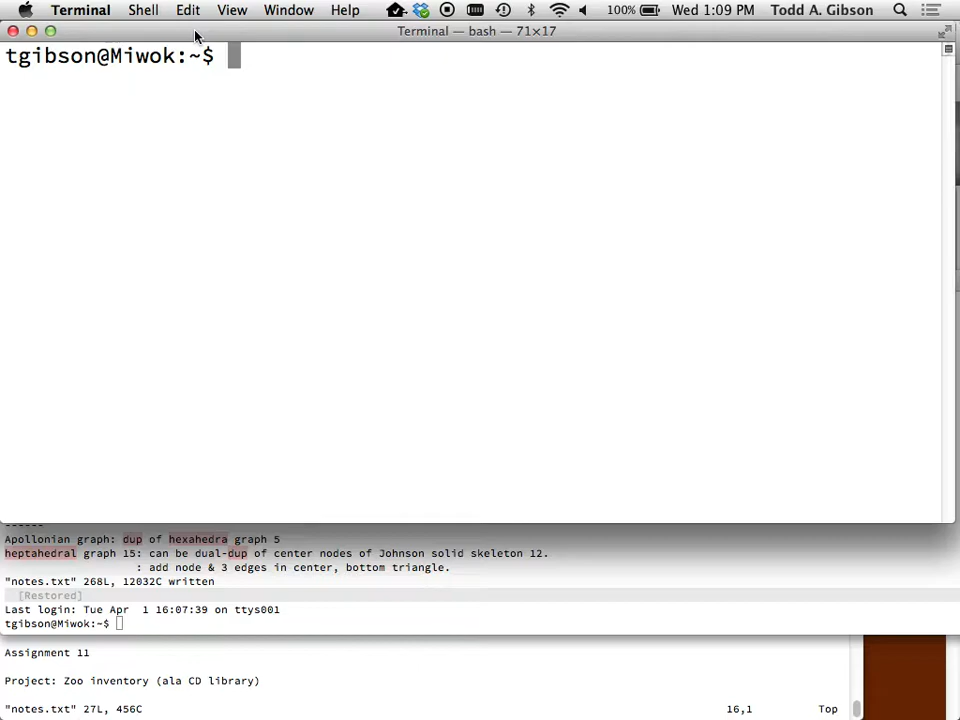 Terminal Shell Edit View Window Help 100% Wed 1:09 PM Todd A. Gibson
Terminal — bash — 71×17
tgibson@Miwok:~$
------
Apollonian graph: dup of hexahedra graph 5
heptahedral graph 15: can be dual-dup of center nodes of Johnson solid skeleton 12.
: add node & 3 edges in center, bottom triangle.
"notes.txt" 268L, 12032C written
[Restored]
Last login: Tue Apr  1 16:07:39 on ttys001
tgibson@Miwok:~$
Assignment 11
Project: Zoo inventory (ala CD library)
"notes.txt" 27L, 456C 16,1 Top